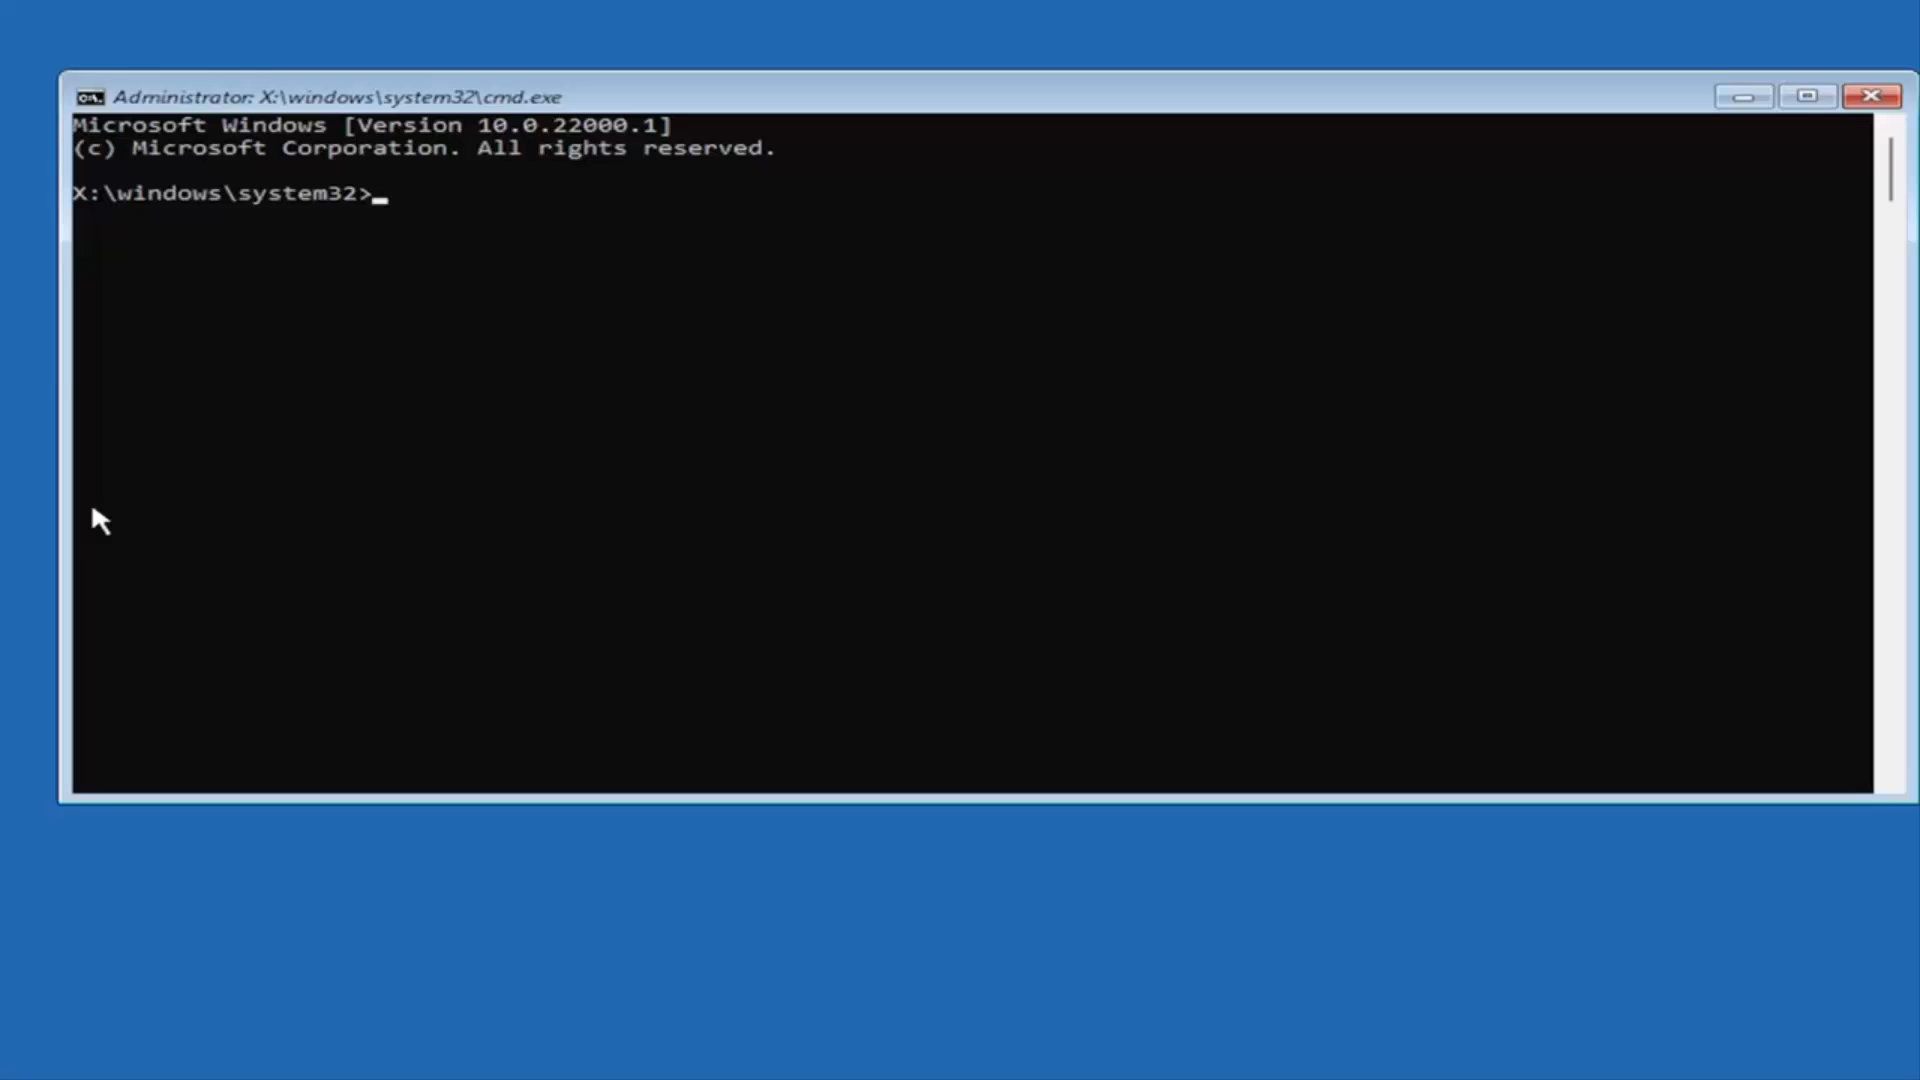 Administrator: X:\windows\system32\cmd.exe
Microsoft Windows [Version 10.0.22000.1]
(c) Microsoft Corporation. All rights reserved.
X:\windows\system32>